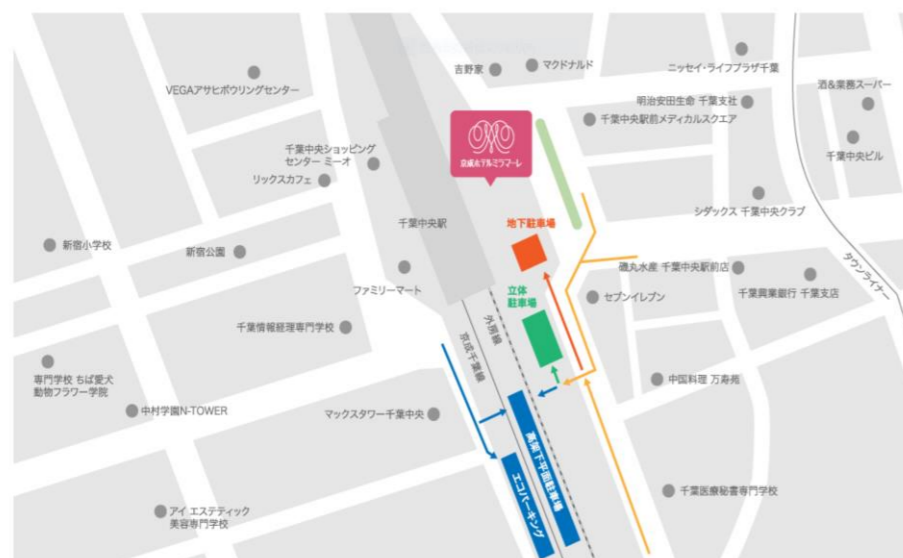 吉野家
マクドナルド
ニッセイ・ライフプラザ千葉
VEGAアサヒボウリングセンター
酒&業務スーパー
明治安田生命 千葉支社
千葉中央駅前メディカルスクエア
京成ホテルミラマーレ
千葉中央ショッピング
センター ミーオ
千葉中央ビル
リックスカフェ
シダックス 千葉中央クラブ
千葉中央駅
地下駐車場
新宿小学校
新宿公園
タウンライナー
ファミリーマート
磯丸水産 千葉中央駅前店
千葉興業銀行 千葉支店
立体
駐車場
セブンイレブン
千葉情報経理専門学校
外房線
京成千葉線
専門学校 ちば愛犬
動物フラワー学院
中国料理 万寿苑
中村学園N-TOWER
マックスタワー千葉中央
高架下平面駐車場
エコパーキング
千葉医療秘書専門学校
アイ エステティック
美容専門学校